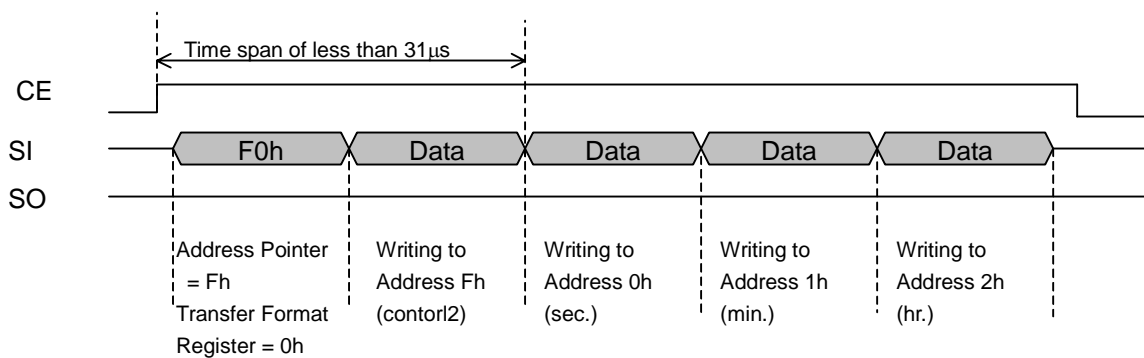 Time span of less than 31μs
CE
SI
F0h
Data
Data
Data
Data
SO
Address Pointer
= Fh
Transfer Format
Register = 0h
Writing to
Address Fh
(contorl2)
Writing to
Address 0h
(sec.)
Writing to
Address 1h
(min.)
Writing to
Address 2h
(hr.)